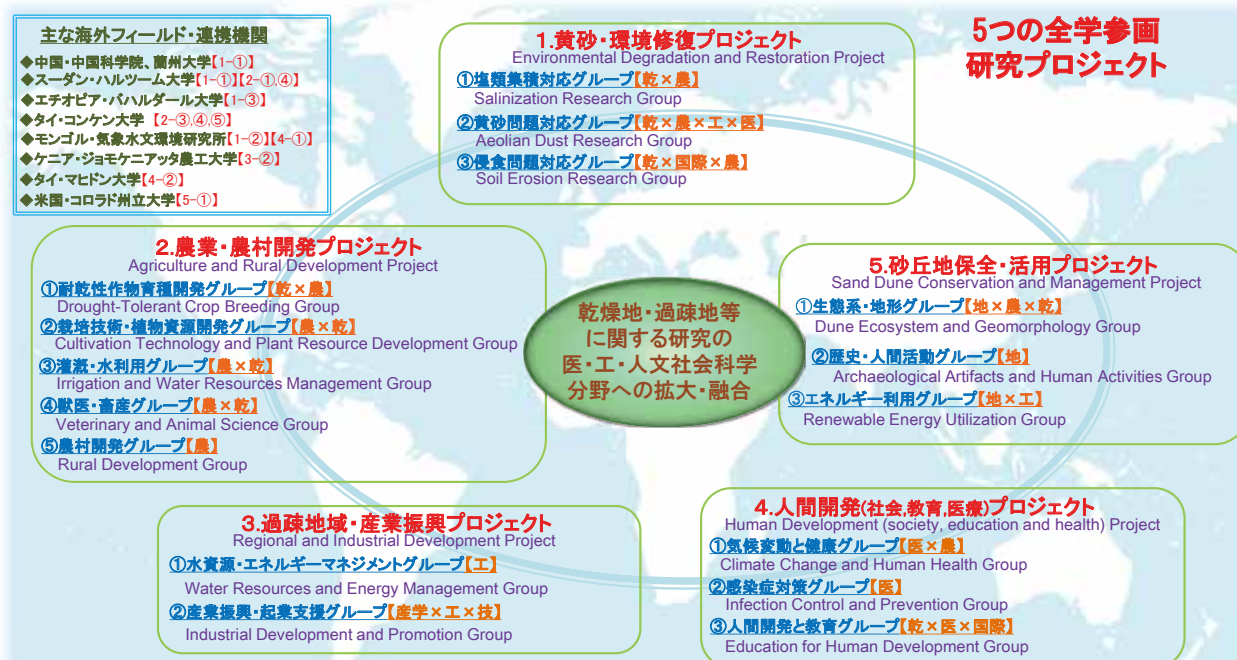 主な海外フィールド・連携機関
◆中国・中国科学院、蘭州大学【1-①】
◆スーダン・ハルツーム大学【1-①】【2-①,④】
◆エチオピア・バハルダール大学【1-③】
◆タイ・コンケン大学 【2-③,④,⑤】
◆モンゴル・気象水文環境研究所【1-②】【4-①】
◆ケニア・ジョモケニアッタ農工大学【3-②】
◆タイ・マヒドン大学【4-②】
◆米国・コロラド州立大学【5-①】
1.黄砂・環境修復プロジェクト
Environmental Degradation and Restoration Project
①塩類集積対応グループ【乾×農】
Salinization Research Group
②黄砂問題対応グループ【乾×農×工×医】
Aeolian Dust Research Group
③侵食問題対応グループ【乾×国際×農】
Soil Erosion Research Group
5つの全学参画
研究プロジェクト
2.農業・農村開発プロジェクト
Agriculture and Rural Development Project
①耐乾性作物育種開発グループ【乾×農】
Drought-Tolerant Crop Breeding Group
②栽培技術・植物資源開発グループ【農×乾】
Cultivation Technology and Plant Resource Development Group
③灌漑・水利用グループ【農×乾】
Irrigation and Water Resources Management Group
④獣医・畜産グループ【農×乾】
Veterinary and Animal Science Group
⑤農村開発グループ【農】
Rural Development Group
乾燥地・過疎地等
に関する研究の
医・工・人文社会科学
分野への拡大・融合
5.砂丘地保全・活用プロジェクト
Sand Dune Conservation and Management Project
①生態系・地形グループ【地×農×乾】
Dune Ecosystem and Geomorphology Group
②歴史・人間活動グループ【地】
Archaeological Artifacts and Human Activities Group
③エネルギー利用グループ【地×工】
Renewable Energy Utilization Group
3.過疎地域・産業振興プロジェクト
Regional and Industrial Development Project
①水資源・エネルギーマネジメントグループ【工】
Water Resources and Energy Management Group
②産業振興・起業支援グループ【産学×工×技】
Industrial Development and Promotion Group
4.人間開発(社会,教育,医療)プロジェクト
Human Development (society, education and health) Project
①気候変動と健康グループ【医×農】
Climate Change and Human Health Group
②感染症対策グループ【医】
Infection Control and Prevention Group
③人間開発と教育グループ【乾×医×国際】
Education for Human Development Group